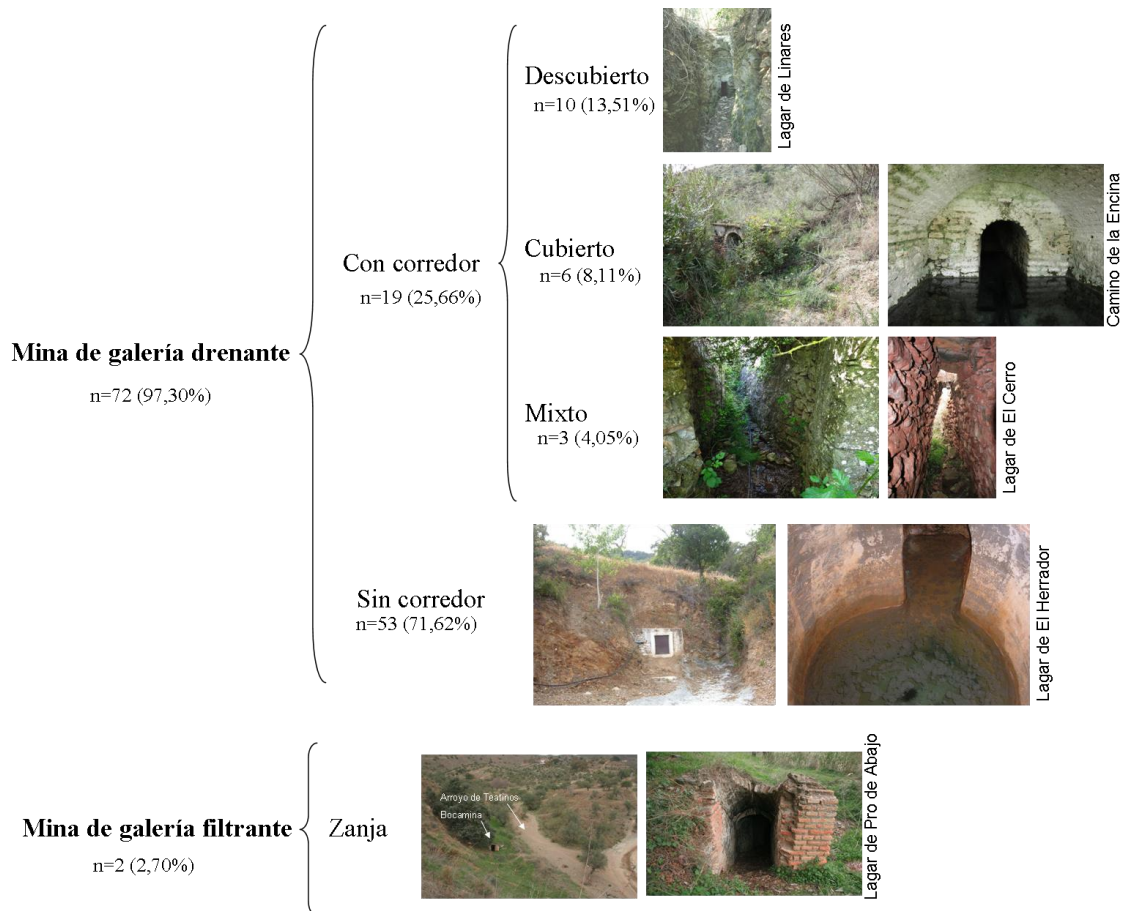 Descubierto
n=10 (13,51%)
Lagar de Linares
Con corredor
n=19 (25,66%)
Cubierto
n=6 (8,11%)
Camino de la Encina
Mina de galería drenante
n=72 (97,30%)
Mixto
n=3 (4,05%)
Lagar de El Cerro
Sin corredor
n=53 (71,62%)
Lagar de El Herrador
Mina de galería filtrante
n=2 (2,70%)
Zanja
Arroyo de Teatinos
Bocamina
Lagar de Pro de Abajo